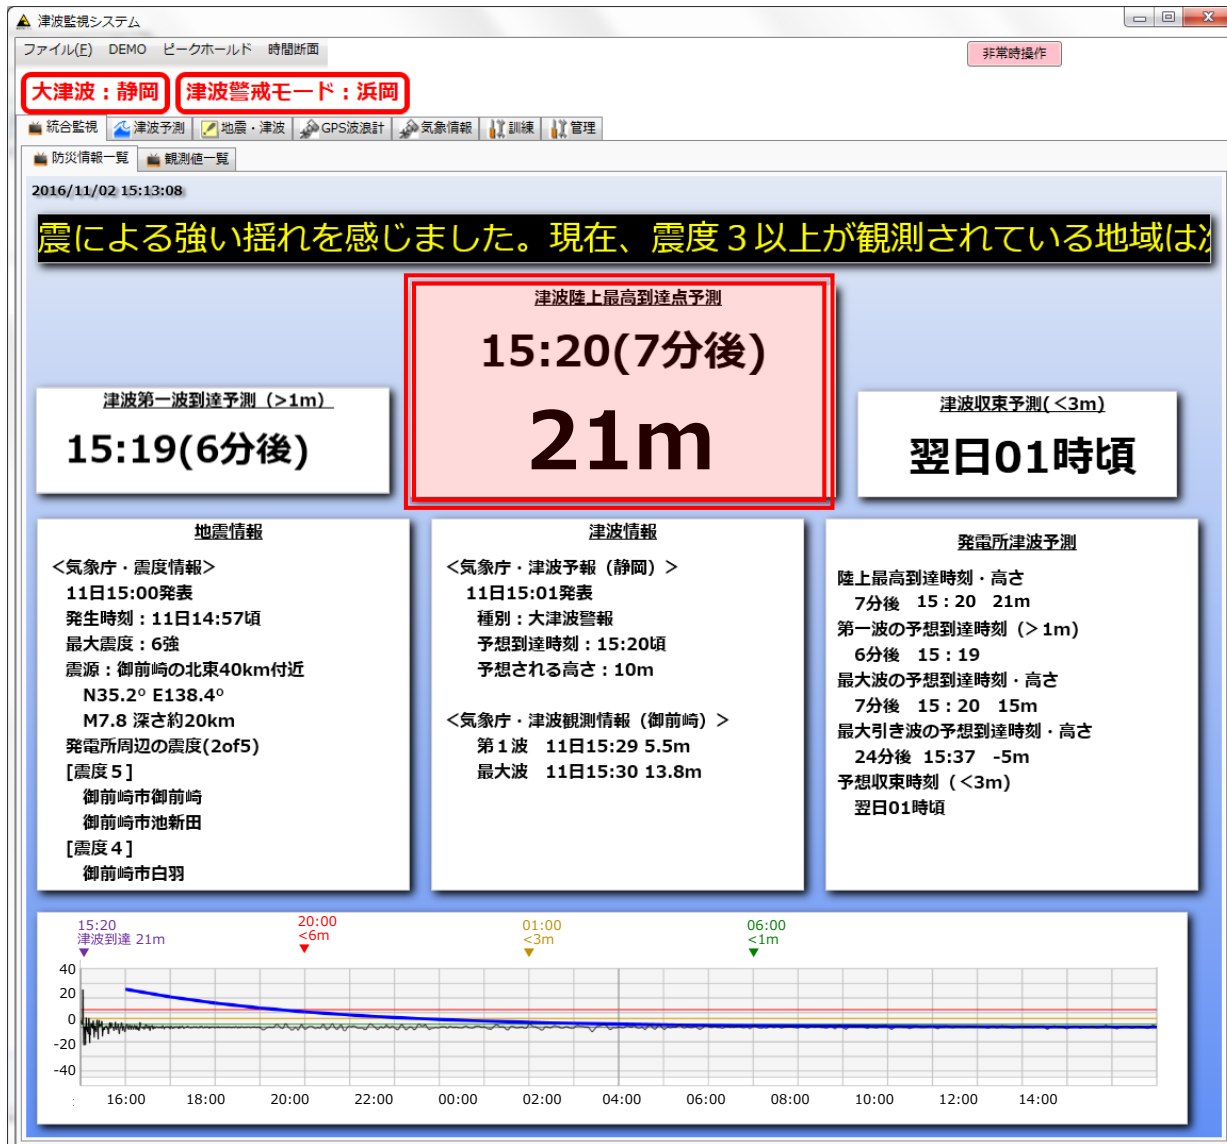 津波監視システム
ファイル(F) DEMO ピークホールド 時間断面
非常時操作
大津波：静岡 津波警戒モード：浜岡
統合監視 津波予測 地震・津波 GPS波浪計 気象情報 訓練 管理
防災情報一覧 観測値一覧
2016/11/02 15:13:08
震による強い揺れを感じました。現在、震度３以上が観測されている地域は次
津波陸上最高到達点予測
15:20(7分後)
21m
津波第一波到達予測（>1m）
15:19(6分後)
津波収束予測(<3m)
翌日01時頃
地震情報
<気象庁・震度情報>
11日15:00発表
発生時刻：11日14:57頃
最大震度：6強
震源：御前崎の北東40km付近
N35.2° E138.4°
M7.8 深さ約20km
発電所周辺の震度(2of5)
[震度５]
御前崎市御前崎
御前崎市池新田
[震度４]
御前崎市白羽
津波情報
<気象庁・津波予報（静岡）>
11日15:01発表
種別：大津波警報
予想到達時刻：15:20頃
予想される高さ：10m
<気象庁・津波観測情報（御前崎）>
第１波 11日15:29 5.5m
最大波 11日15:30 13.8m
発電所津波予測
陸上最高到達時刻・高さ
7分後 15：20 21m
第一波の予想到達時刻（>1m）
6分後 15：19
最大波の予想到達時刻・高さ
7分後 15：20 15m
最大引き波の予想到達時刻・高さ
24分後 15:37 -5m
予想収束時刻（<3m）
翌日01時頃
15:20
津波到達 21m
20:00
<6m
01:00
<3m
06:00
<1m
40
20
0
-20
-40
16:00 18:00 20:00 22:00 00:00 02:00 04:00 06:00 08:00 10:00 12:00 14:00